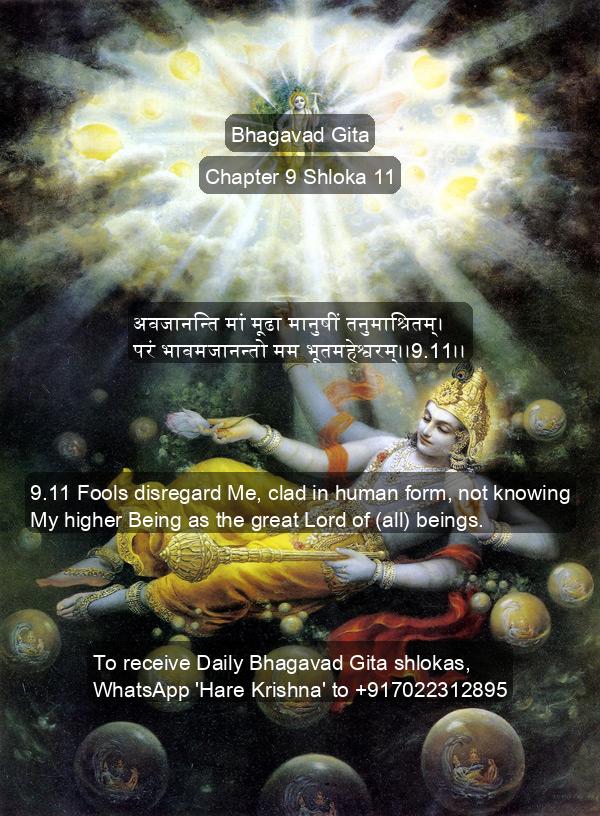 Bhagavad Gita
Chapter 9 Shloka 11
अवजानन्ति मां मूढा मानुषीं तनुमाश्रितम्।
परं भावमजानन्तो मम भूतमहेश्वरम्।।9.11।।
9.11 Fools disregard Me, clad in human form, not knowing
My higher Being as the great Lord of (all) beings.
To receive Daily Bhagavad Gita shlokas,
WhatsApp 'Hare Krishna' to +917022312895